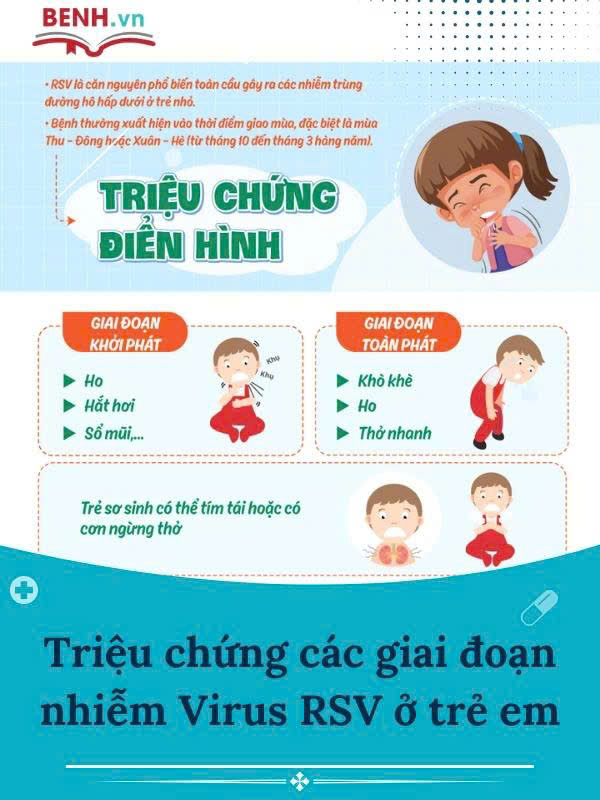 BENH.vn
• RSV là căn nguyên phổ biến toàn cầu gây ra các nhiễm trùng
đường hô hấp dưới ở trẻ nhỏ.
• Bệnh thường xuất hiện vào thời điểm giao mùa, đặc biệt là mùa
Thu - Đông hoặc Xuân - Hè (từ tháng 10 đến tháng 3 hàng năm).
TRIỆU CHỨNG
ĐIỂN HÌNH
GIAI ĐOẠN
KHỞI PHÁT
Khụ
Khụ
▶ Ho
▶ Hắt hơi
▶ Sổ mũi,...
GIAI ĐOẠN
TOÀN PHÁT
▶ Khò khè
▶ Ho
▶ Thở nhanh
Trẻ sơ sinh có thể tím tái hoặc có
cơn ngừng thở
Triệu chứng các giai đoạn
nhiễm Virus RSV ở trẻ em